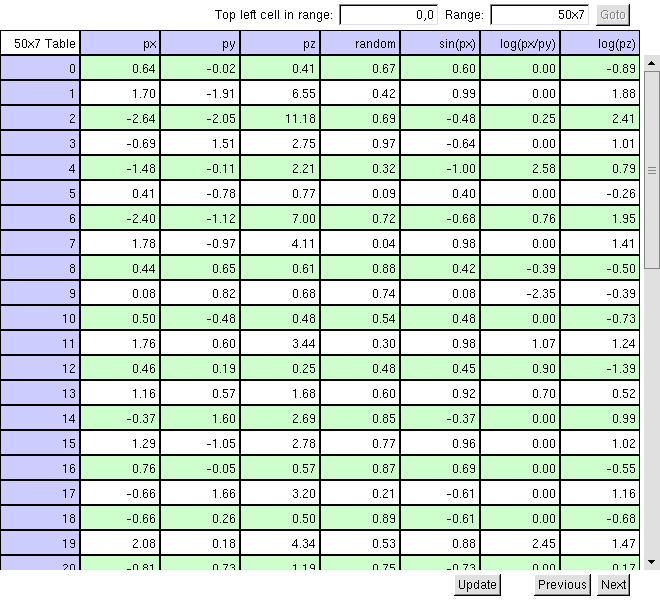 Top left cell in range: 0,0 Range: 50x7 Goto
50x7 Table px py pz random sin(px) log(px/py) log(pz)
0 0.64 -0.02 0.41 0.67 0.60 0.00 -0.89
1 1.70 -1.91 6.55 0.42 0.99 0.00 1.88
2 -2.64 -2.05 11.18 0.69 -0.48 0.25 2.41
3 -0.69 1.51 2.75 0.97 -0.64 0.00 1.01
4 -1.48 -0.11 2.21 0.32 -1.00 2.58 0.79
5 0.41 -0.78 0.77 0.09 0.40 0.00 -0.26
6 -2.40 -1.12 7.00 0.72 -0.68 0.76 1.95
7 1.78 -0.97 4.11 0.04 0.98 0.00 1.41
8 0.44 0.65 0.61 0.88 0.42 -0.39 -0.50
9 0.08 0.82 0.68 0.74 0.08 -2.35 -0.39
10 0.50 -0.48 0.48 0.54 0.48 0.00 -0.73
11 1.76 0.60 3.44 0.30 0.98 1.07 1.24
12 0.46 0.19 0.25 0.48 0.45 0.90 -1.39
13 1.16 0.57 1.68 0.60 0.92 0.70 0.52
14 -0.37 1.60 2.69 0.85 -0.37 0.00 0.99
15 1.29 -1.05 2.78 0.77 0.96 0.00 1.02
16 0.76 -0.05 0.57 0.87 0.69 0.00 -0.55
17 -0.66 1.66 3.20 0.21 -0.61 0.00 1.16
18 -0.66 0.26 0.50 0.89 -0.61 0.00 -0.68
19 2.08 0.18 4.34 0.53 0.88 2.45 1.47
20 -0.81 0.73 1.19 0.75 -0.73 0.00 0.17
Update Previous Next